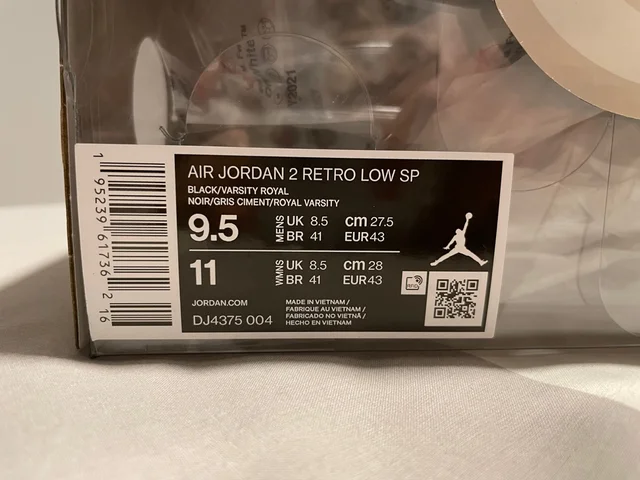 AIR JORDAN 2 RETRO LOW SP
BLACK/VARSITY ROYAL
NOIR/GRIS CIMENT/ROYAL VARSITY
9.5 MENS UK 8.5 cm 27.5
BR 41 EUR 43
11 WMNS UK 8.5 cm 28
BR 41 EUR 43
JORDAN.COM
DJ4375 004
MADE IN VIETNAM /
FABRIQUE AU VIETNAM /
FABRICADO NO VIETNÃ /
HECHO EN VIETNAM
1 95239 61736 2 16
2021